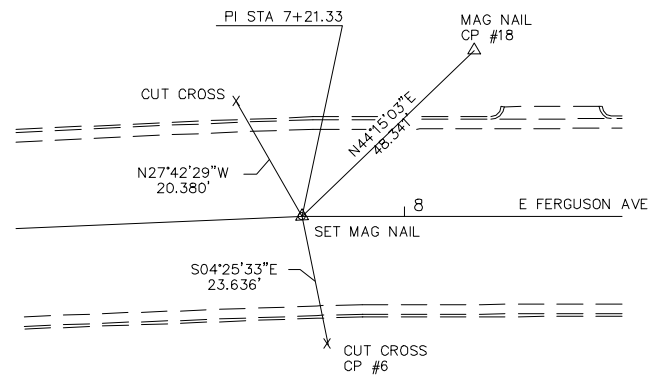 PI STA 7+21.33
MAG NAIL
CP #18
CUT CROSS
N44°15'03"E
48.341'
N27°42'29"W
20.380'
8
E FERGUSON AVE
SET MAG NAIL
S04°25'33"E
23.636'
CUT CROSS
CP #6